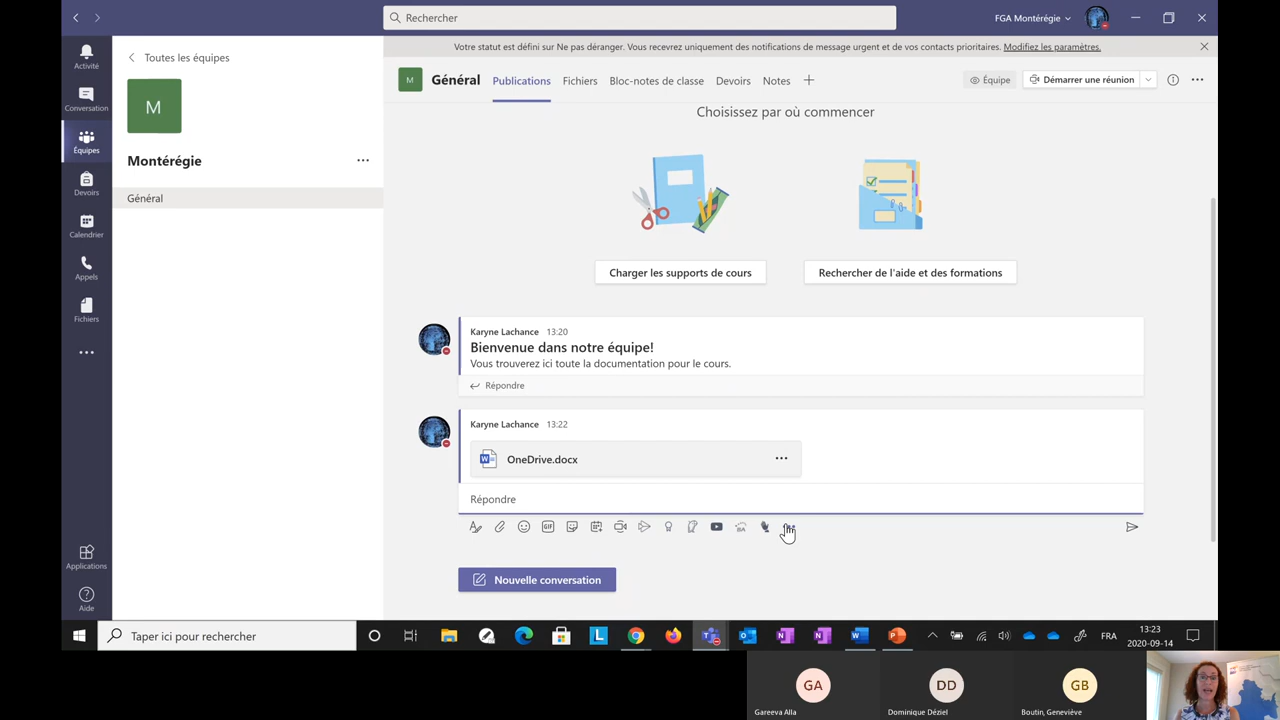 Rechercher
FGA Montérégie
Votre statut est défini sur Ne pas déranger. Vous recevrez uniquement des notifications de message urgent et de vos contacts prioritaires. Modifiez les paramètres.
Activité
Conversation
Équipes
Devoirs
Calendrier
Appels
Fichiers
Applications
Aide
Toutes les équipes
M
Montérégie
Général
M
Général
Publications
Fichiers
Bloc-notes de classe
Devoirs
Notes
Équipe
Démarrer une réunion
Choisissez par où commencer
Charger les supports de cours
Rechercher de l'aide et des formations
Karyne Lachance 13:20
Bienvenue dans notre équipe!
Vous trouverez ici toute la documentation pour le cours.
Répondre
Karyne Lachance 13:22
OneDrive.docx
Répondre
GIF
Nouvelle conversation
Taper ici pour rechercher
FRA
13:23
2020-09-14
GA
Gareeva Alla
DD
Dominique Déziel
GB
Boutin, Geneviève